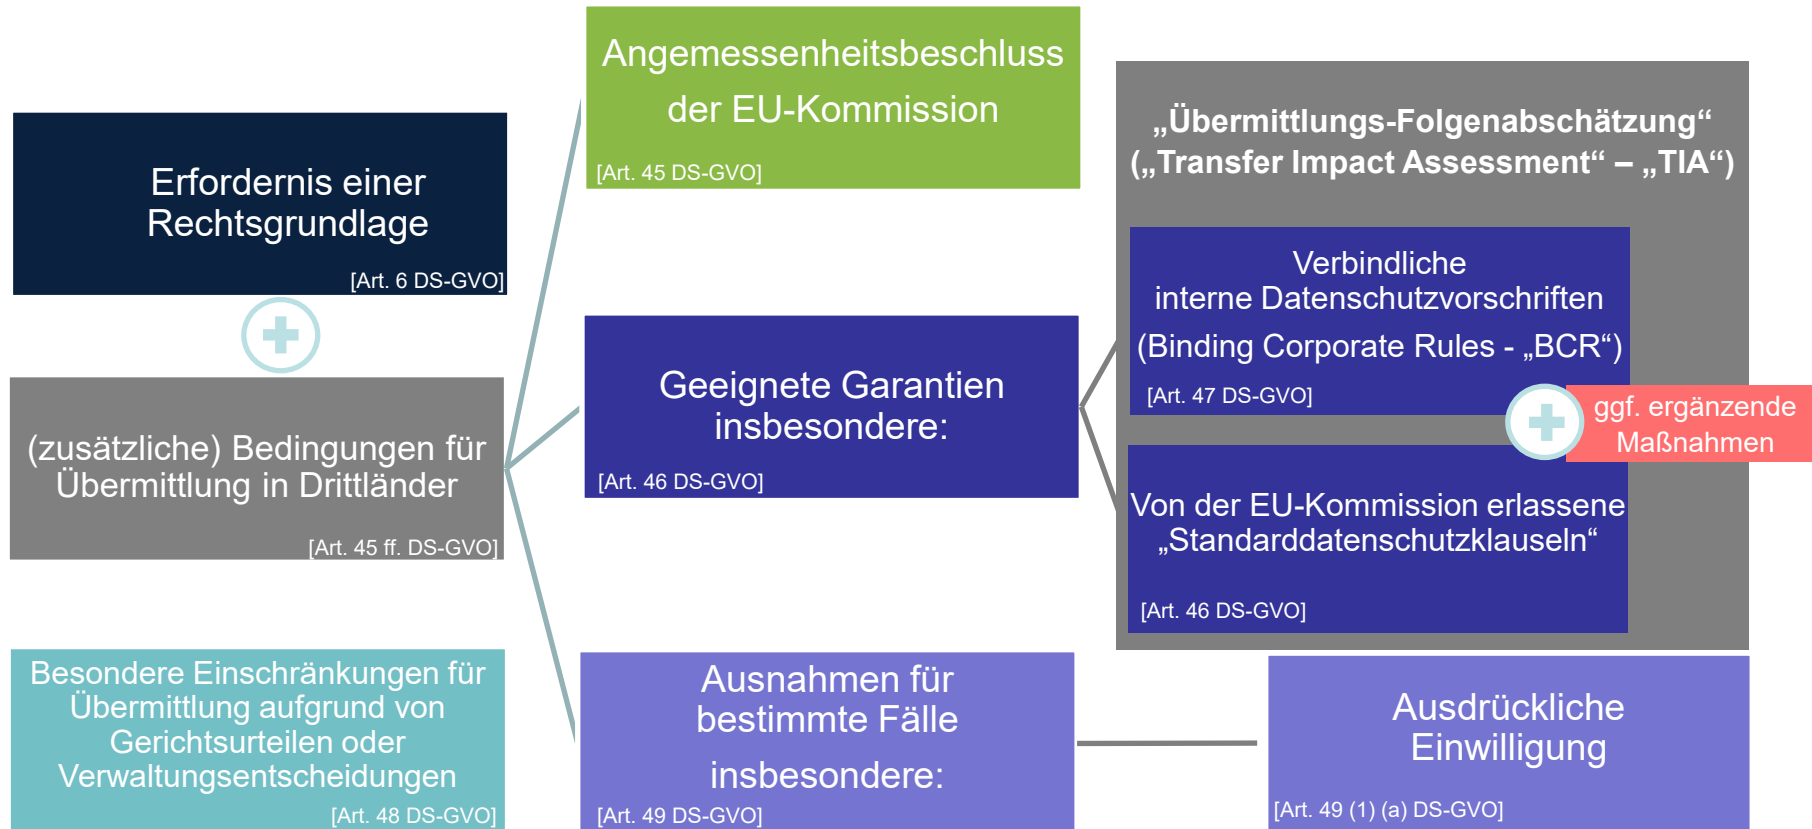 Erfordernis einer
Rechtsgrundlage
[Art. 6 DS-GVO]
(zusätzliche) Bedingungen für
Übermittlung in Drittländer
[Art. 45 ff. DS-GVO]
Besondere Einschränkungen für
Übermittlung aufgrund von
Gerichtsurteilen oder
Verwaltungsentscheidungen
[Art. 48 DS-GVO]
Angemessenheitsbeschluss
der EU-Kommission
[Art. 45 DS-GVO]
Geeignete Garantien
insbesondere:
[Art. 46 DS-GVO]
Ausnahmen für
bestimmte Fälle
insbesondere:
[Art. 49 DS-GVO]
„Übermittlungs-Folgenabschätzung“
(„Transfer Impact Assessment“ – „TIA“)
Verbindliche
interne Datenschutzvorschriften
(Binding Corporate Rules - „BCR“)
[Art. 47 DS-GVO]
ggf. ergänzende
Maßnahmen
Von der EU-Kommission erlassene
„Standarddatenschutzklauseln“
[Art. 46 DS-GVO]
Ausdrückliche
Einwilligung
[Art. 49 (1) (a) DS-GVO]